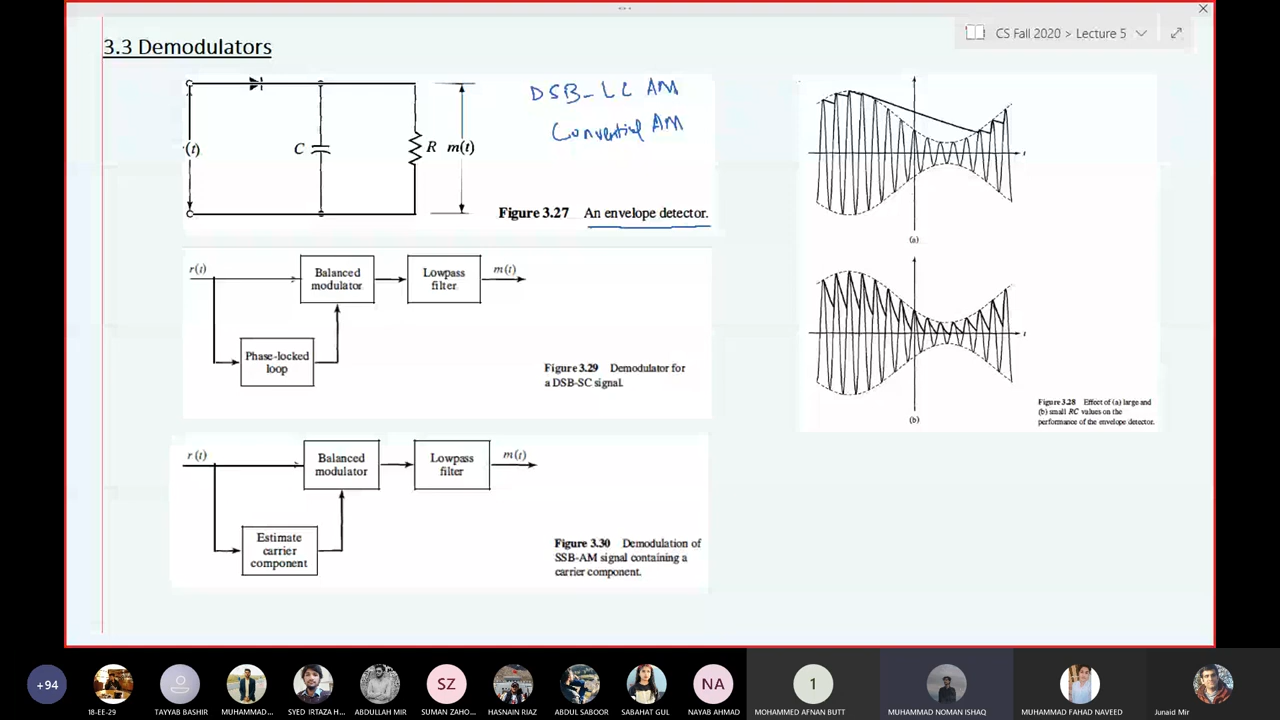 CS Fall 2020 > Lecture 5
3.3 Demodulators
(t)
C
R
m(t)
DSB-LC AM
Figure 3.27 An envelope detector.
r(t)
Balanced
modulator
Lowpass
filter
m(t)
Phase-locked
loop
Figure 3.29 Demodulator for
a DSB-SC signal.
r(t)
Balanced
modulator
Lowpass
filter
m(t)
Estimate
carrier
component
Figure 3.30 Demodulation of
SSB-AM signal containing a
carrier component.
t
(a)
t
(b)
Figure 3.28 Effect of (a) large and
(b) small RC values on the
performance of the envelope detector.
+94
18-EE-29
TAYYAB BASHIR
MUHAMMAD...
SYED IRTAZA H...
ABDULLAH MIR
SZ
SUMAN ZAHO...
HASNAIN RIAZ
ABDUL SABOOR
SABAHAT GUL
NA
NAYAB AHMAD
1
MOHAMMED AFNAN BUTT
MUHAMMAD NOMAN ISHAQ
MUHAMMAD FAHAD NAVEED
Junaid Mir